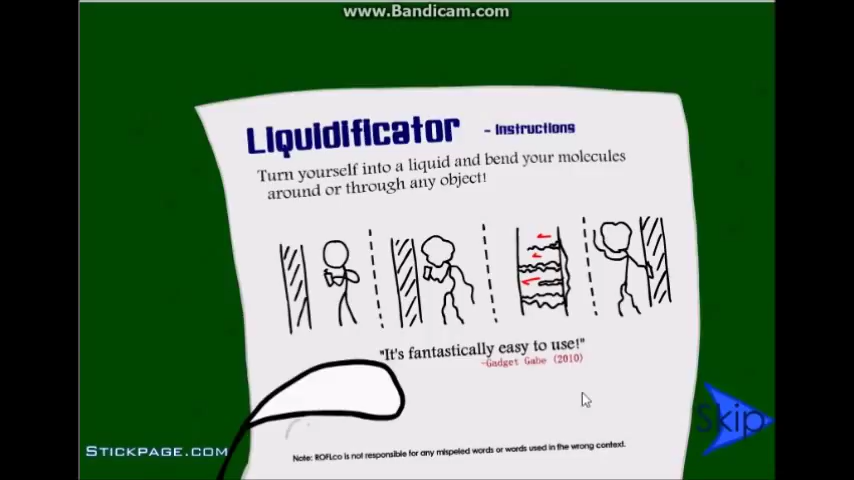 www.Bandicam.com
Liquidificator - Instructions
Turn yourself into a liquid and bend your molecules
around or through any object!
"It's fantastically easy to use!"
~Gadget Gabe (2010)
Skip
STICKPAGE.COM
Note: ROFLco is not responsible for any mispeled words or words used in the wrong context.